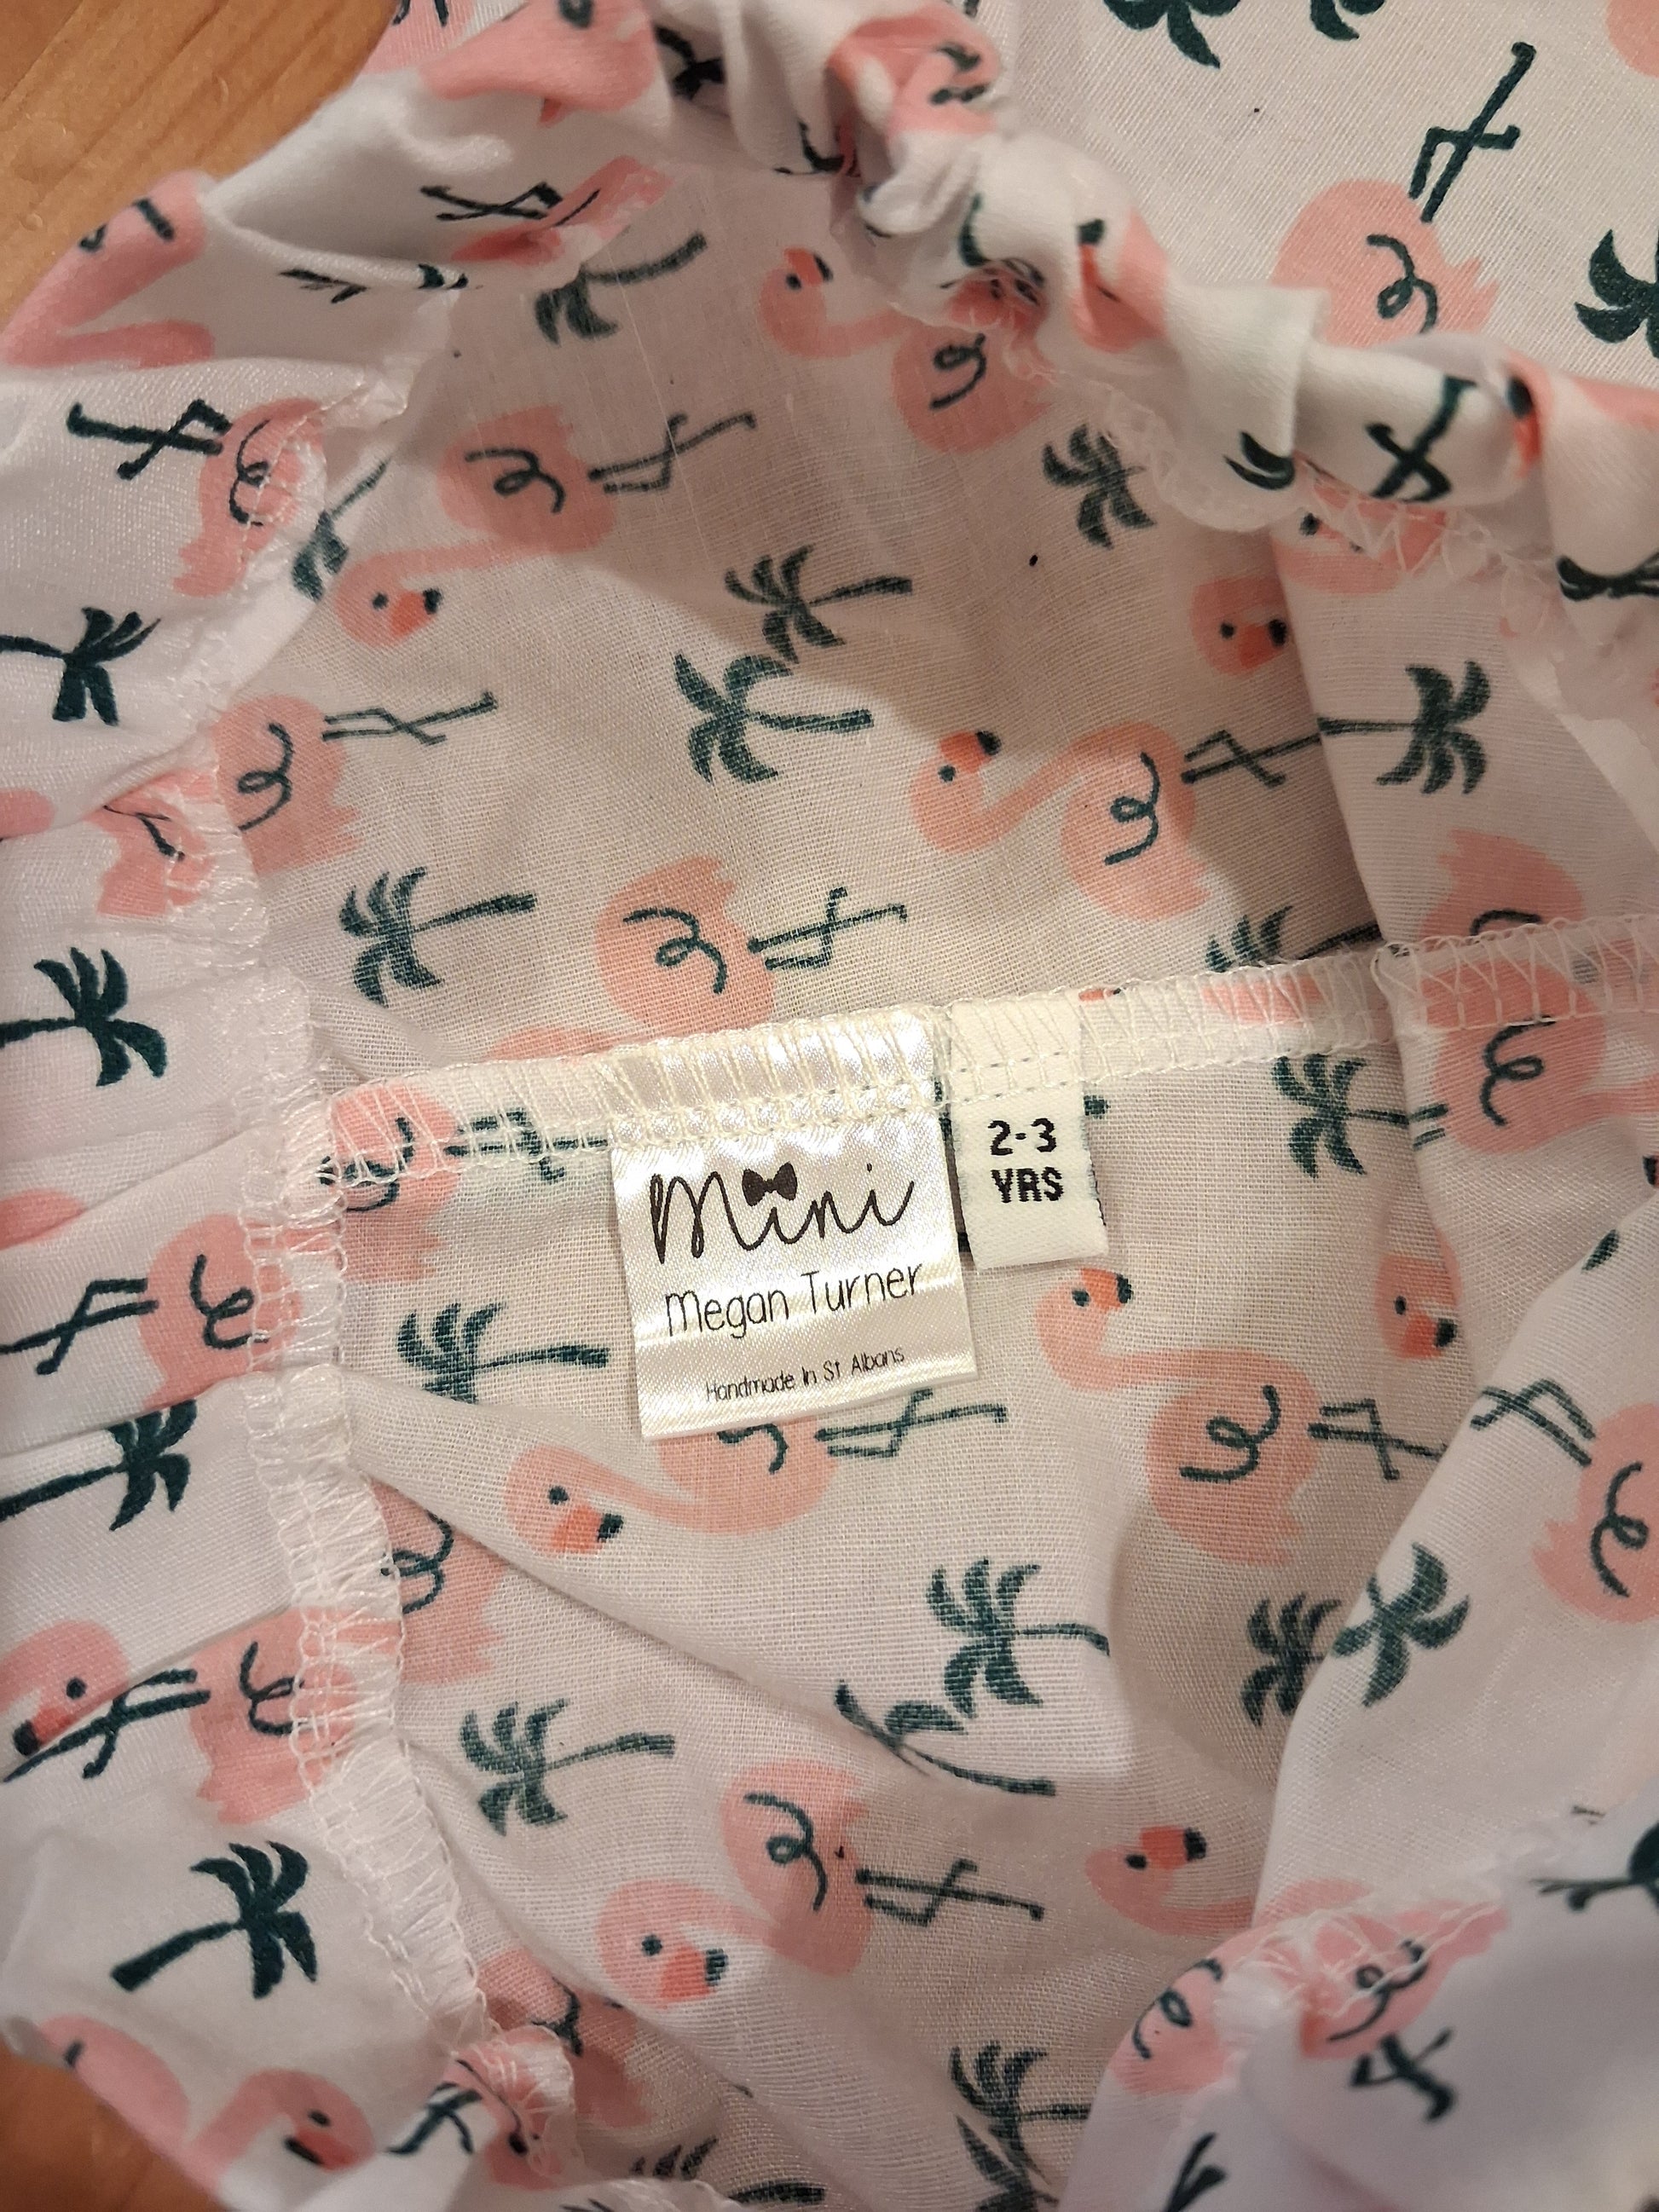 mini
Megan Turner
Handmade In St Albans
2-3
YRS